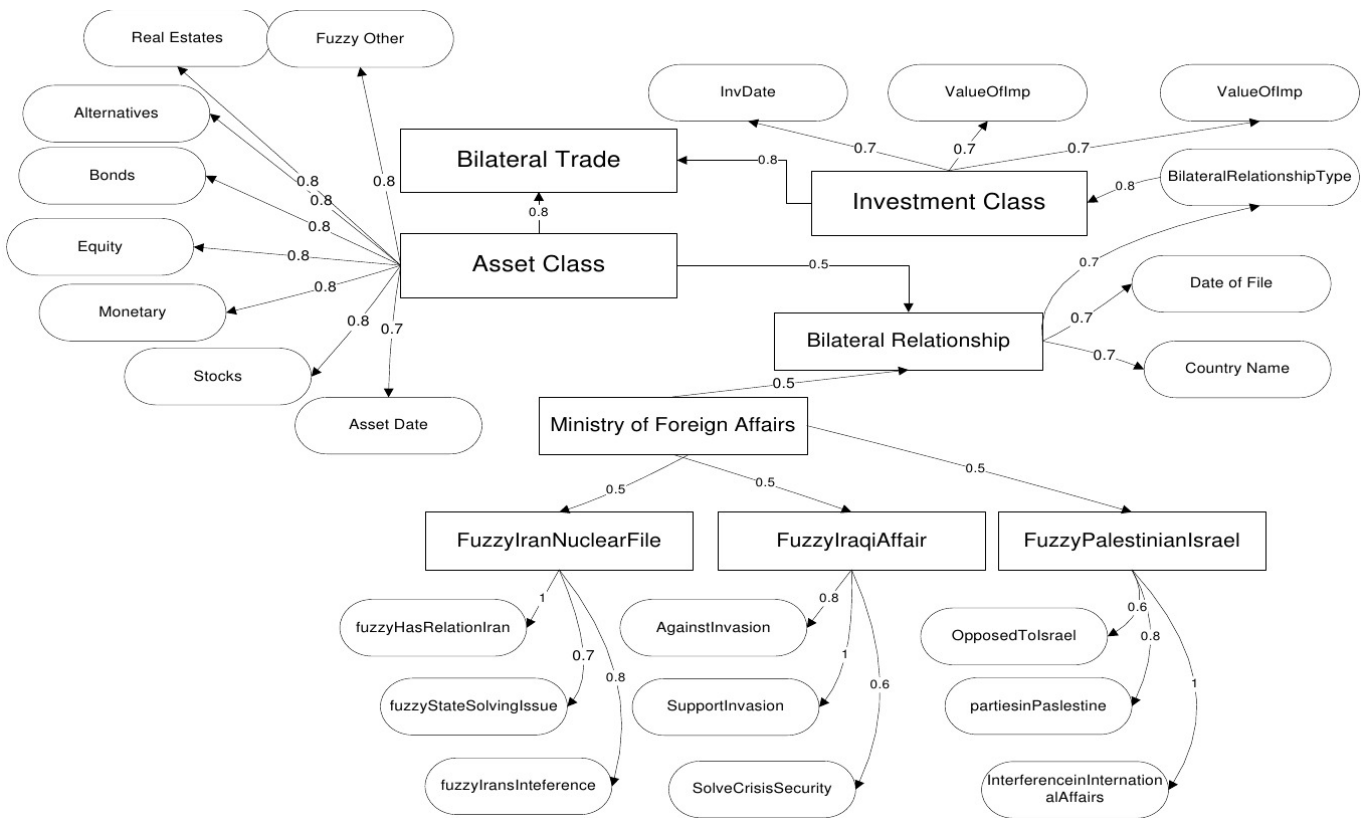 Real Estates
Fuzzy Other
InvDate
ValueOfImp
ValueOfImp
Alternatives
0.7
0.7
0.7
Bilateral Trade
0.8
Bonds
0.8
0.8
0.8
0.8
BilateralRelationshipType
Investment Class
0.8
0.8
Equity
0.8
Asset Class
0.5
0.7
Date of File
Monetary
0.8
0.8
0.7
0.7
Bilateral Relationship
0.7
Country Name
Stocks
0.5
Asset Date
Ministry of Foreign Affairs
0.5
0.5
0.5
FuzzyIranNuclearFile
FuzzyIraqiAffair
FuzzyPalestinianIsrael
1
0.8
0.6
fuzzyHasRelationIran
AgainstInvasion
OpposedToIsrael
0.7
0.8
1
0.6
0.8
1
fuzzyStateSolvingIssue
SupportInvasion
partiesinPaslestine
fuzzyIransInteference
SolveCrisisSecurity
InterferenceinInternation
alAffairs